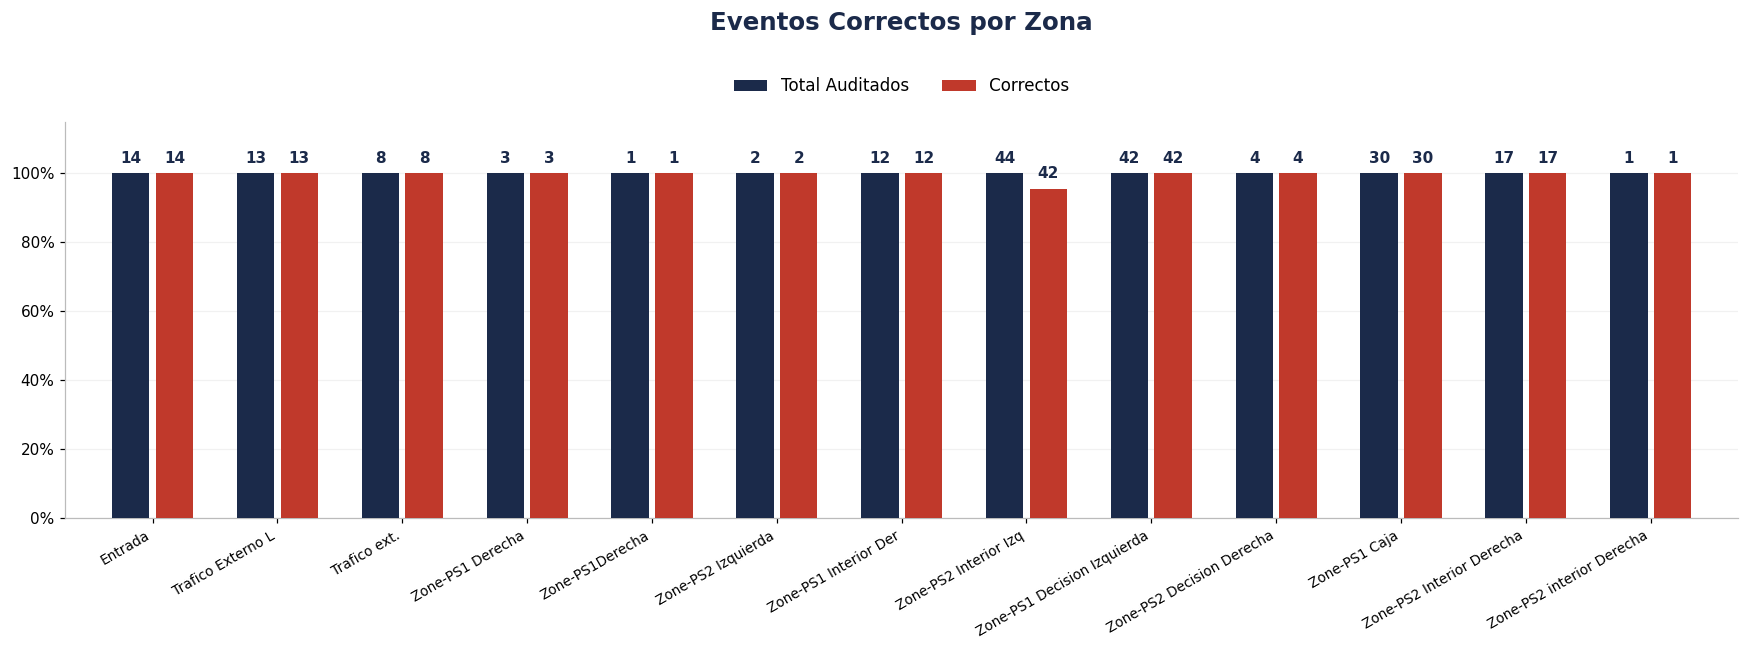 Eventos Correctos por Zona
Total Auditados Correctos
14 14 13 13 8 8 3 3 1 1 2 2 12 12 44 42 42 42 4 4 30 30 17 17 1 1
100%
80%
60%
40%
20%
0%
Entrada
Trafico Externo L
Trafico ext.
Zone-PS1 Derecha
Zone-PS1Derecha
Zone-PS2 Izquierda
Zone-PS1 Interior Der
Zone-PS2 Interior Izq
Zone-PS1 Decision Izquierda
Zone-PS2 Decision Derecha
Zone-PS1 Caja
Zone-PS2 Interior Derecha
Zone-PS2 interior Derecha